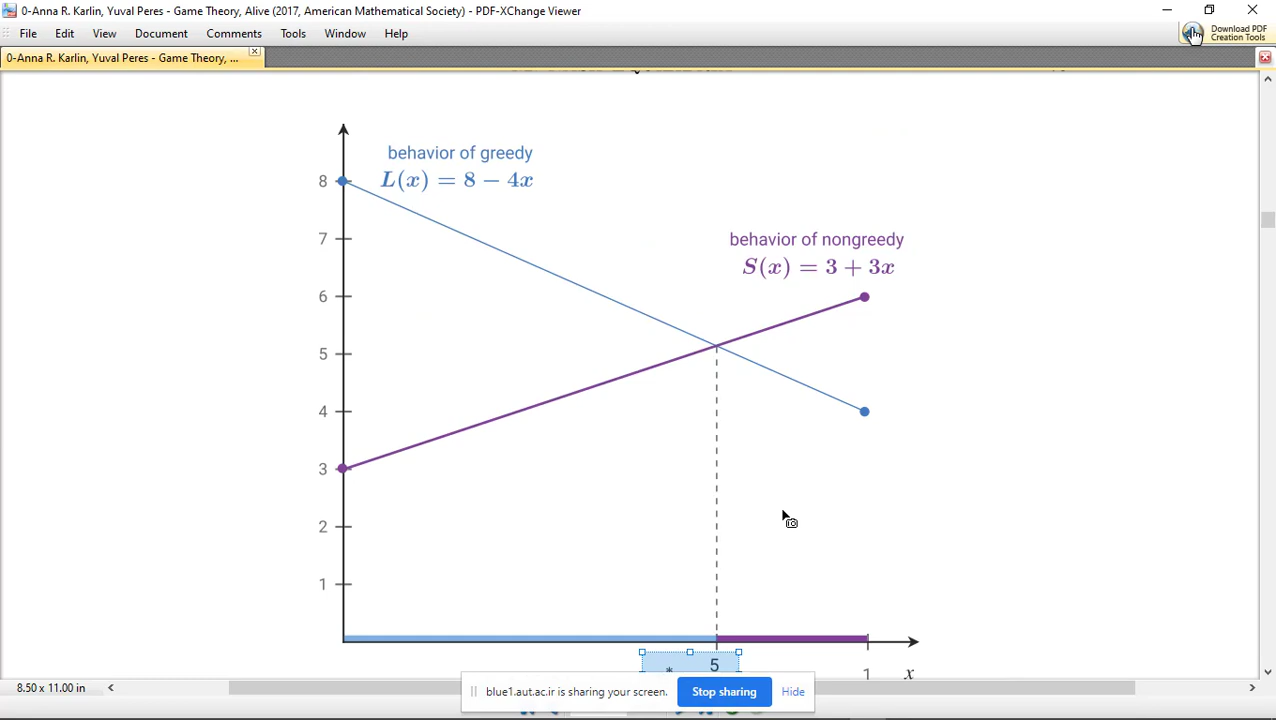 0-Anna R. Karlin, Yuval Peres - Game Theory, Alive (2017, American Mathematical Society) - PDF-XChange Viewer
File Edit View Document Comments Tools Window Help
Download PDF
Creation Tools
0-Anna R. Karlin, Yuval Peres - Game Theory, ...
behavior of greedy
L(x) = 8 − 4x
behavior of nongreedy
S(x) = 3 + 3x
8
7
6
5
4
3
2
1
* 5
1 x
blue1.aut.ac.ir is sharing your screen. Stop sharing Hide
8.50 x 11.00 in